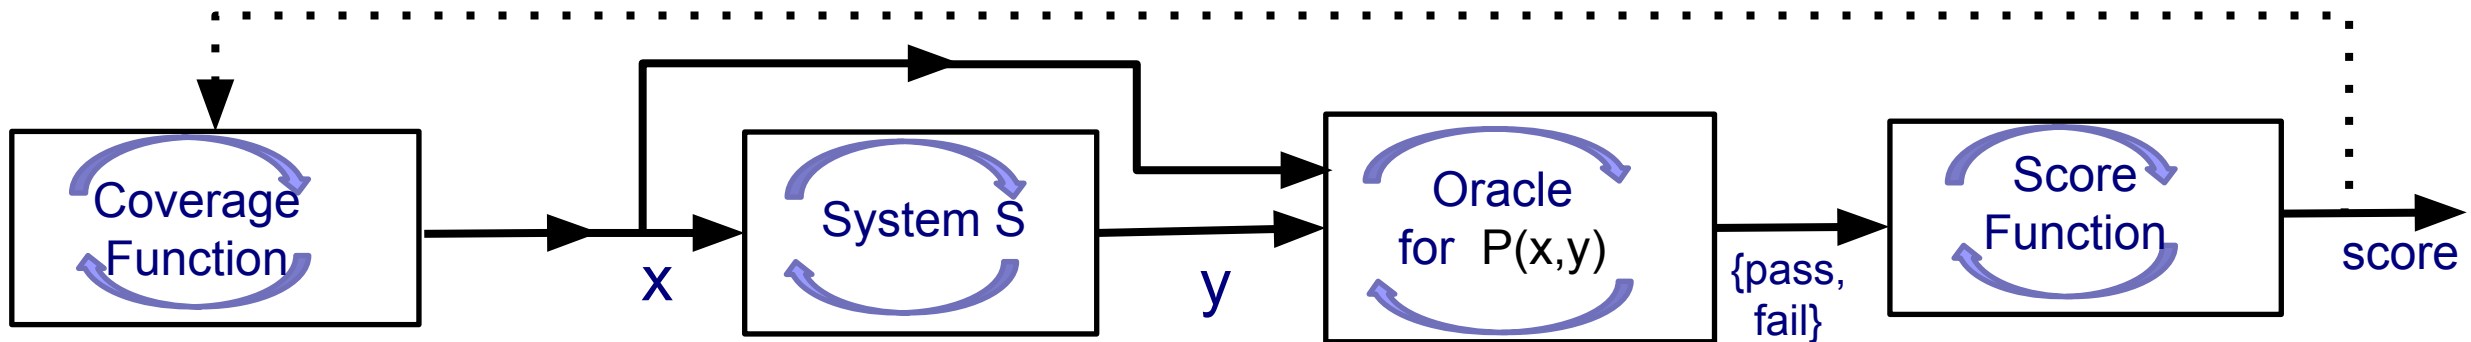 Coverage
Function
x
System S
y
Oracle
for P(x,y)
{pass,
fail}
Score
Function
score